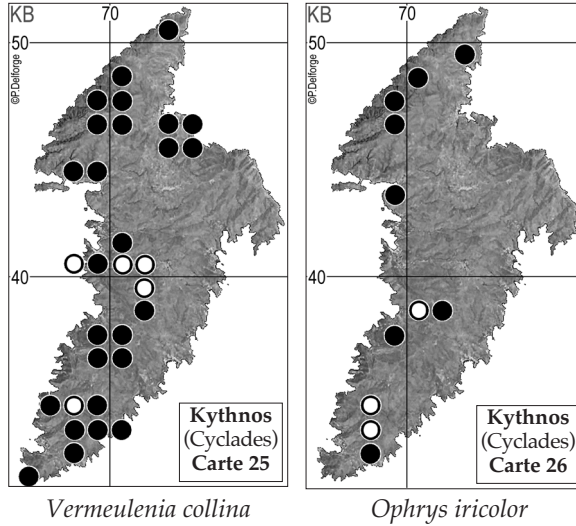 KB
70
50
©P.Delforge
40
Kythnos
(Cyclades)
Carte 25
Vermeulenia collina
KB
70
50
©P.Delforge
40
Kythnos
(Cyclades)
Carte 26
Ophrys iricolor